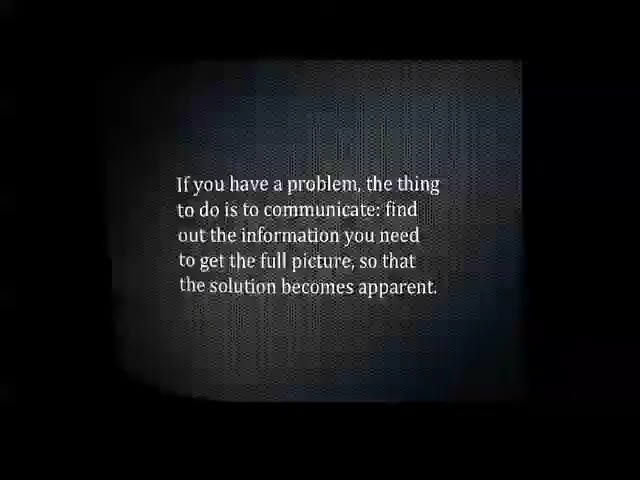 If you have a problem, the thing
to do is to communicate: find
out the information you need
to get the full picture, so that
the solution becomes apparent.